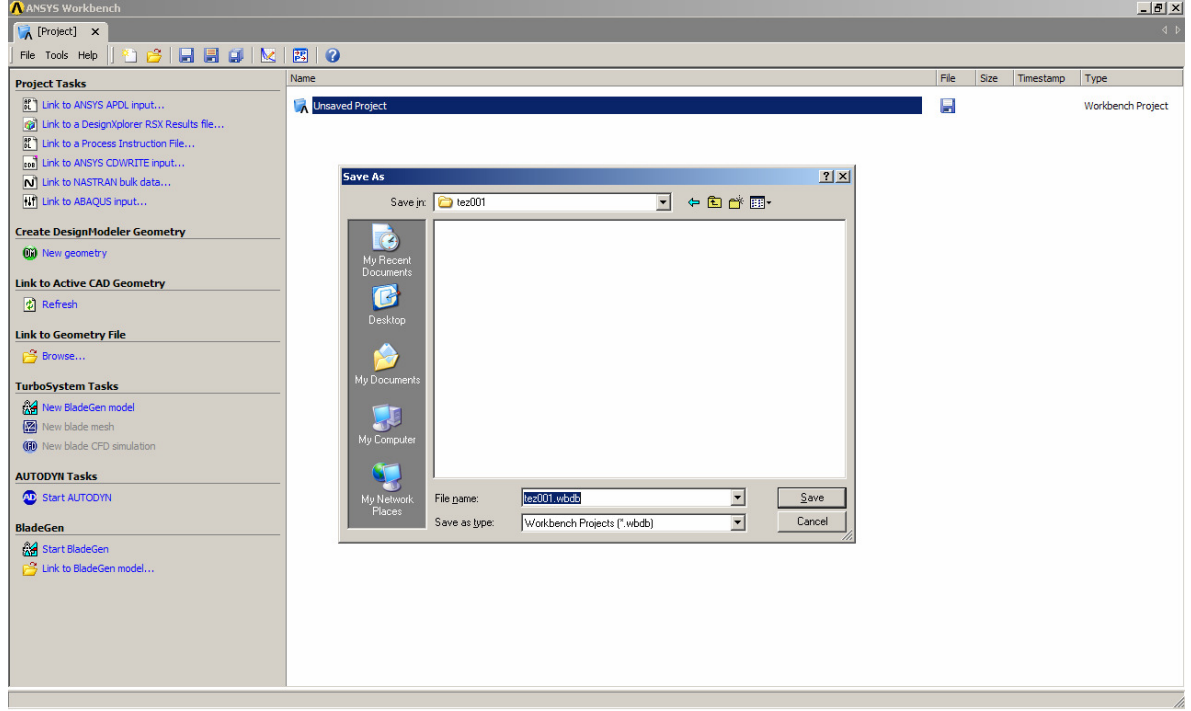 ANSYS Workbench
[Project]
File Tools Help
Project Tasks
Link to ANSYS APDL input...
Link to a DesignXplorer RSX Results file...
Link to a Process Instruction File...
Link to ANSYS CDWRITE input...
Link to NASTRAN bulk data...
Link to ABAQUS input...
Create DesignModeler Geometry
New geometry
Link to Active CAD Geometry
Refresh
Link to Geometry File
Browse...
TurboSystem Tasks
New BladeGen model
New blade mesh
New blade CFD simulation
AUTODYN Tasks
Start AUTODYN
BladeGen
Start BladeGen
Link to BladeGen model...
Name File Size Timestamp Type
Unsaved Project Workbench Project
Save As
Save in: tez001
My Recent
Documents
Desktop
My Documents
My Computer
My Network
Places
File name: tez001.wbdb Save
Save as type: Workbench Projects (*.wbdb) Cancel